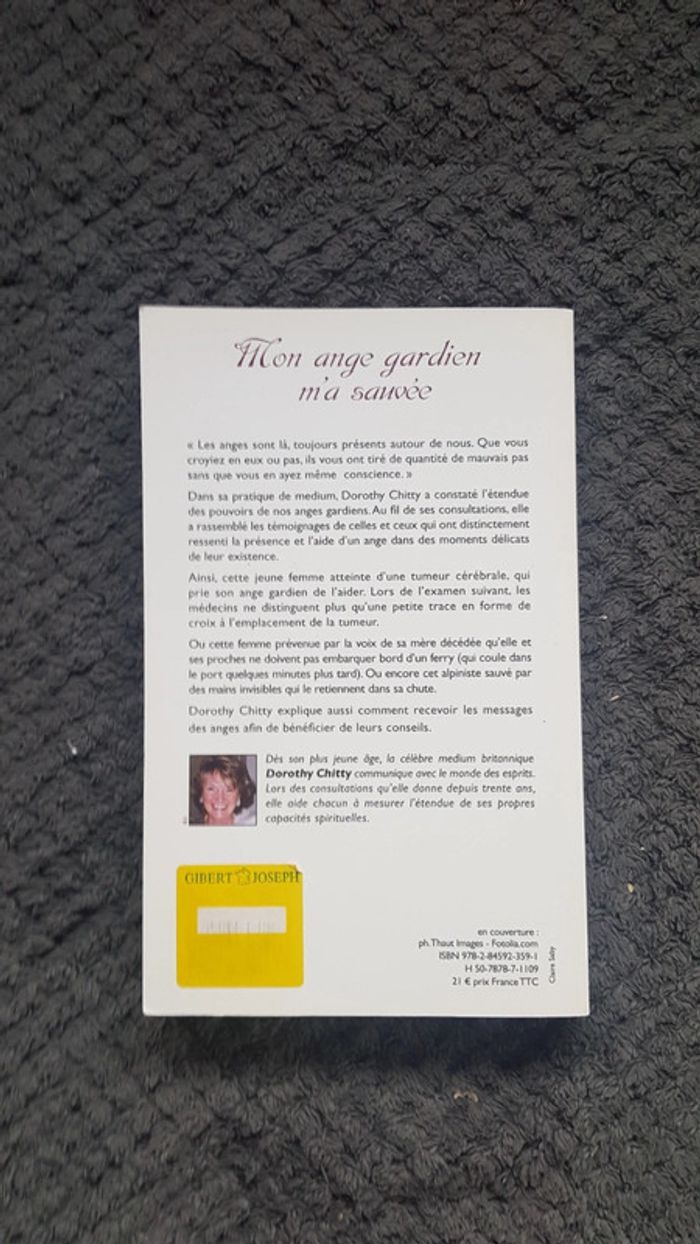 Mon ange gardien
m'a sauvée
« Les anges sont là, toujours présents autour de nous. Que vous
croyiez en eux ou pas, ils vous ont tiré de quantité de mauvais pas
sans que vous en ayez même conscience. »
Dans sa pratique de medium, Dorothy Chitty a constaté l'étendue
des pouvoirs de nos anges gardiens. Au fil de ses consultations, elle
a rassemblé les témoignages de celles et ceux qui ont distinctement
ressenti la présence et l'aide d'un ange dans des moments délicats
de leur existence.
Ainsi, cette jeune femme atteinte d'une tumeur cérébrale, qui
prie son ange gardien de l'aider. Lors de l'examen suivant, les
médecins ne distinguent plus qu'une petite trace en forme de
croix à l'emplacement de la tumeur.
Ou cette femme prévenue par la voix de sa mère décédée qu'elle et
ses proches ne doivent pas embarquer bord d'un ferry (qui coule dans
le port quelques minutes plus tard). Ou encore cet alpiniste sauvé par
des mains invisibles qui le retiennent dans sa chute.
Dorothy Chitty explique aussi comment recevoir les messages
des anges afin de bénéficier de leurs conseils.
Dès son plus jeune âge, la célèbre medium britannique
Dorothy Chitty communique avec le monde des esprits.
Lors des consultations qu'elle donne depuis trente ans,
elle aide chacun à mesurer l'étendue de ses propres
capacités spirituelles.
GIBERT JOSEPH
en couverture :
ph. Thaut Images - Fotolia.com
ISBN 978-2-84592-359-1
H 50-7878-7-1109
21 € prix France TTC
Claire Saby